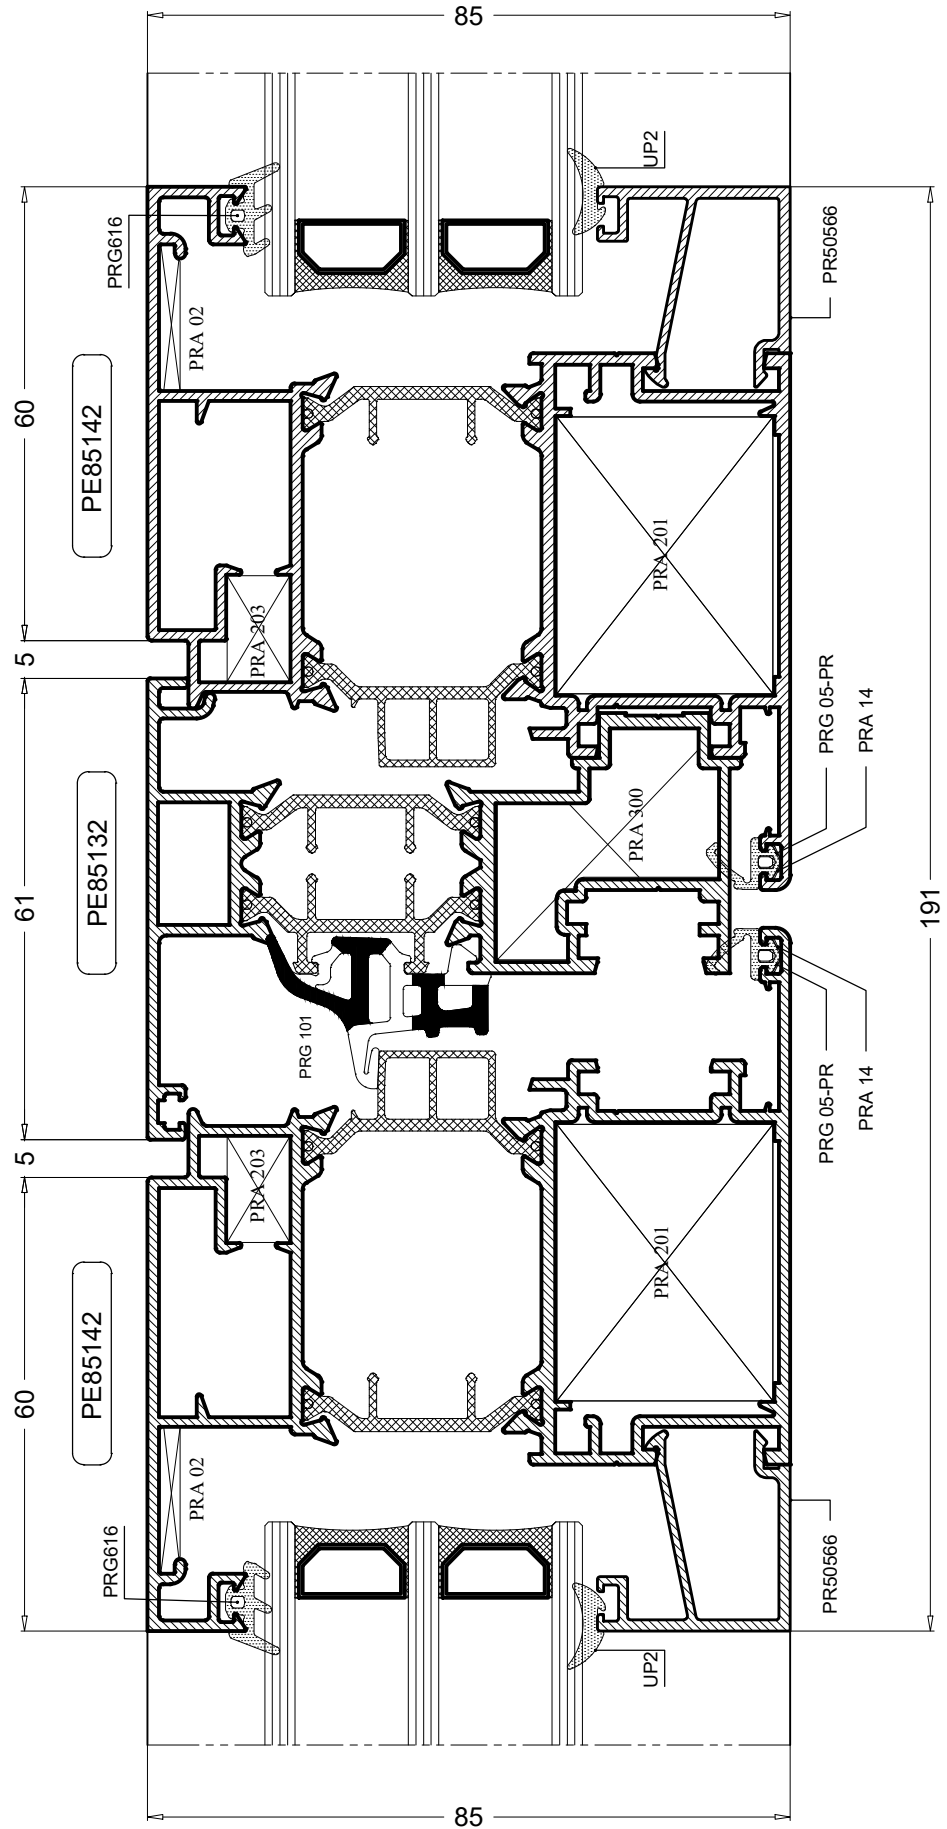 85
PRG616
UP2
PR50566
PRA 02
60
PE85142
PRA 201
PRA 203
5
PRG 05-PR
PRA 14
PRA 300
61
PE85132
191
PRG 101
PRG 05-PR
PRA 14
5
PRA 203
PRA 201
60
PE85142
PRA 02
PRG616
PR50566
UP2
85